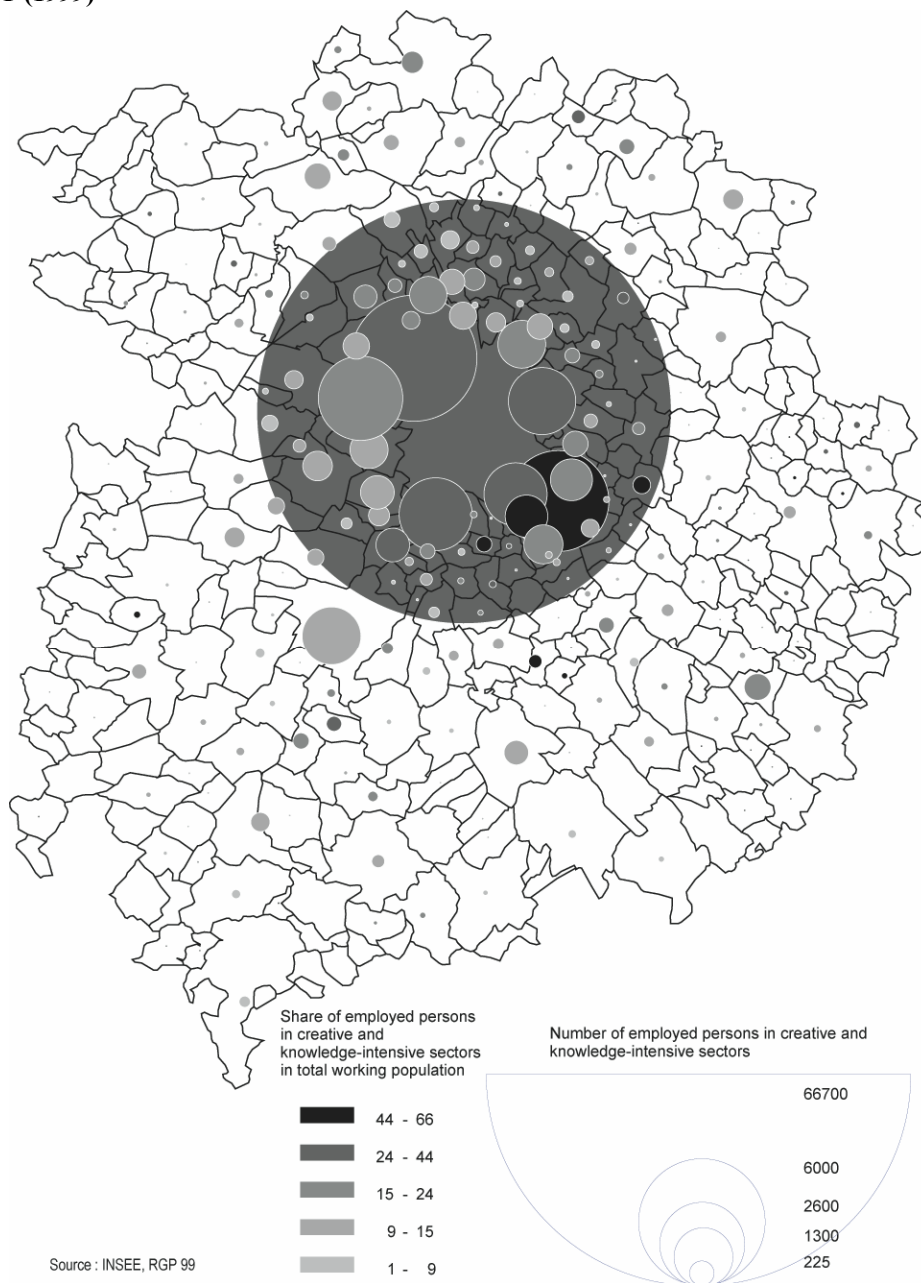 (1999)
Share of employed persons
in creative and
knowledge-intensive sectors
in total working population
44 - 66
24 - 44
15 - 24
9 - 15
1 - 9
Number of employed persons in creative and
knowledge-intensive sectors
66700
6000
2600
1300
225
Source : INSEE, RGP 99